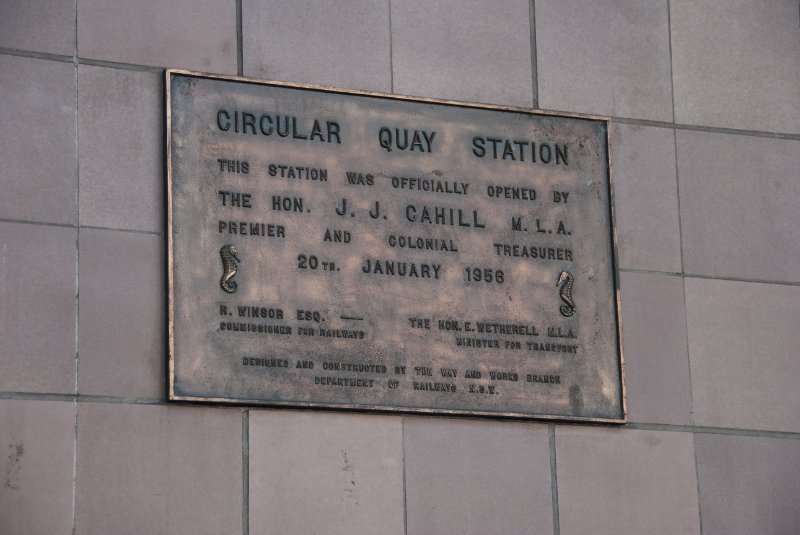 CIRCULAR QUAY STATION
THIS STATION WAS OFFICIALLY OPENED BY
THE HON. J. J. CAHILL M.L.A.
PREMIER AND COLONIAL TREASURER
20TH. JANUARY 1956
R. WINSOR ESQ. —
COMMISSIONER FOR RAILWAYS
THE HON. E. WETHERELL M.L.A.
MINISTER FOR TRANSPORT
DESIGNED AND CONSTRUCTED BY THE WAY AND WORKS BRANCH
DEPARTMENT OF RAILWAYS N.S.W.